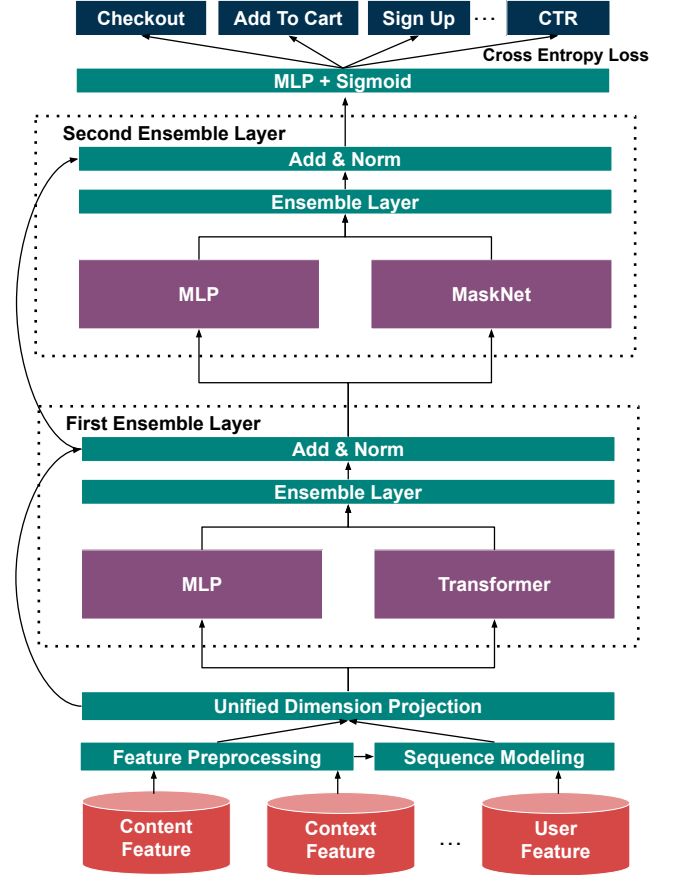 Checkout
Add To Cart
Sign Up
...
CTR
Cross Entropy Loss
MLP + Sigmoid
Second Ensemble Layer
Add & Norm
Ensemble Layer
MLP
MaskNet
First Ensemble Layer
Add & Norm
Ensemble Layer
MLP
Transformer
Unified Dimension Projection
Feature Preprocessing
Sequence Modeling
Content
Feature
Context
Feature
...
User
Feature